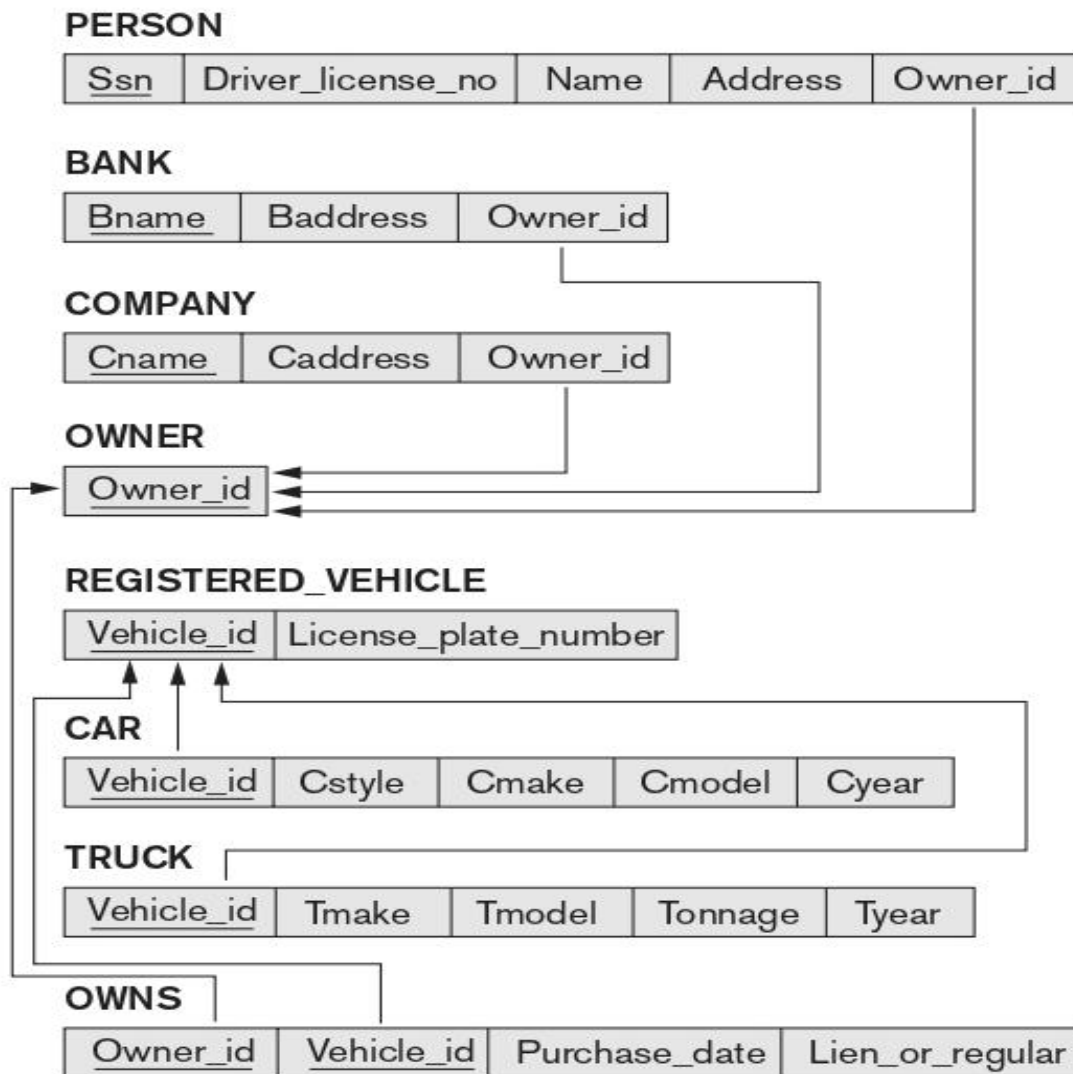 PERSON
Ssn Driver_license_no Name Address Owner_id
BANK
Bname Baddress Owner_id
COMPANY
Cname Caddress Owner_id
OWNER
Owner_id
REGISTERED_VEHICLE
Vehicle_id License_plate_number
CAR
Vehicle_id Cstyle Cmake Cmodel Cyear
TRUCK
Vehicle_id Tmake Tmodel Tonnage Tyear
OWNS
Owner_id Vehicle_id Purchase_date Lien_or_regular